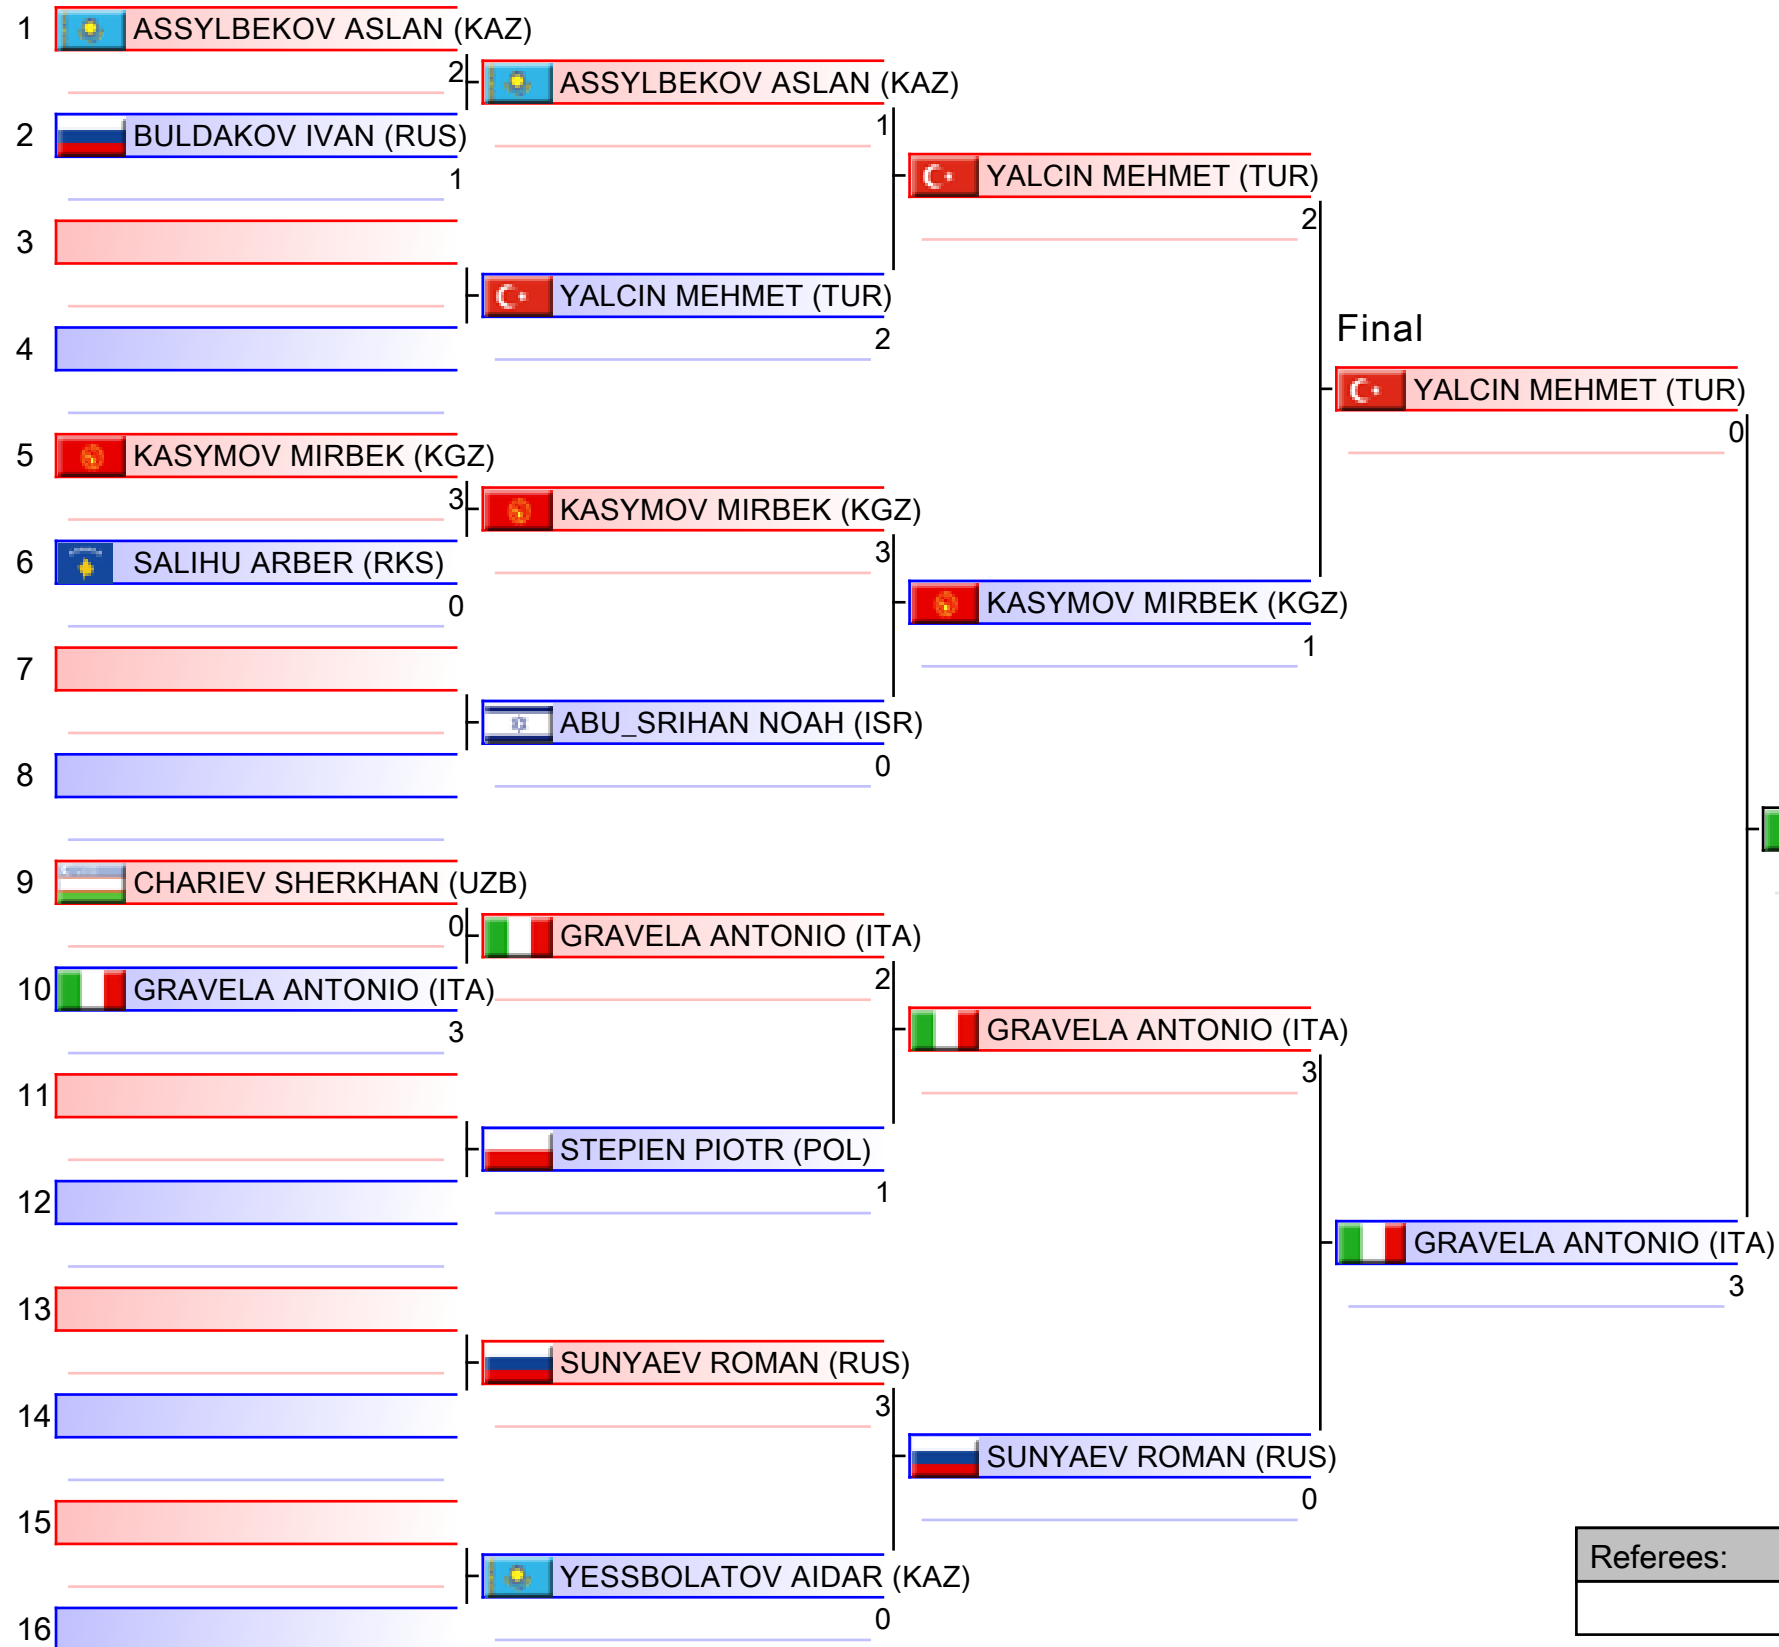 1 ASSYLBEKOV ASLAN (KAZ)
2 ASSYLBEKOV ASLAN (KAZ)
2 BULDAKOV IVAN (RUS)
1
1
YALCIN MEHMET (TUR)
2
3
YALCIN MEHMET (TUR)
2
4
Final
YALCIN MEHMET (TUR)
0
5 KASYMOV MIRBEK (KGZ)
3 KASYMOV MIRBEK (KGZ)
3
6 SALIHU ARBER (RKS)
0
KASYMOV MIRBEK (KGZ)
1
7
ABU_SRIHAN NOAH (ISR)
0
8
9 CHARIEV SHERKHAN (UZB)
0 GRAVELA ANTONIO (ITA)
2
10 GRAVELA ANTONIO (ITA)
3
GRAVELA ANTONIO (ITA)
3
11
STEPIEN PIOTR (POL)
1
12
GRAVELA ANTONIO (ITA)
3
13
SUNYAEV ROMAN (RUS)
3
14
SUNYAEV ROMAN (RUS)
0
15
YESSBOLATOV AIDAR (KAZ)
0
16
Referees: